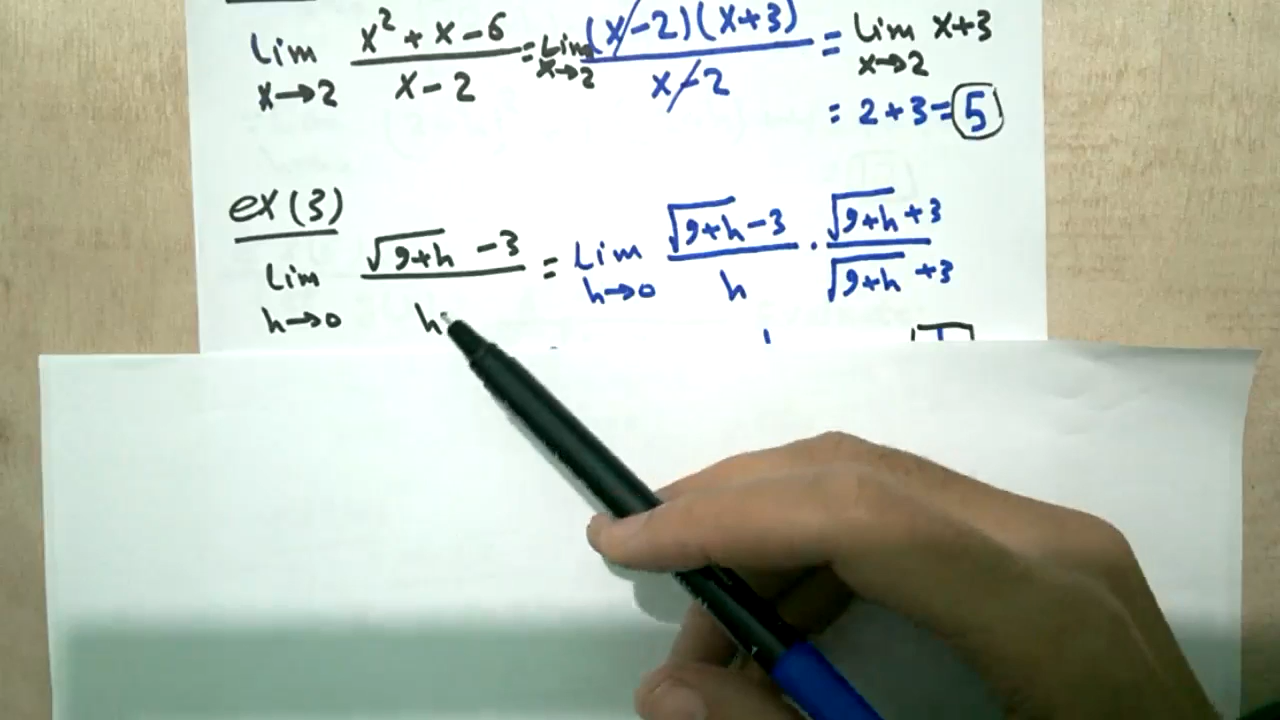 lim x→2 (x² + x - 6)/(x - 2) = Lim x→2 (x-2)(x+3)/(x-2) = Lim x→2 x+3
= 2+3 = 5
ex(3)
Lim h→0 (√(9+h) - 3)/h = Lim h→0 (√(9+h) - 3)/h · (√(9+h) + 3)/(√(9+h) + 3)